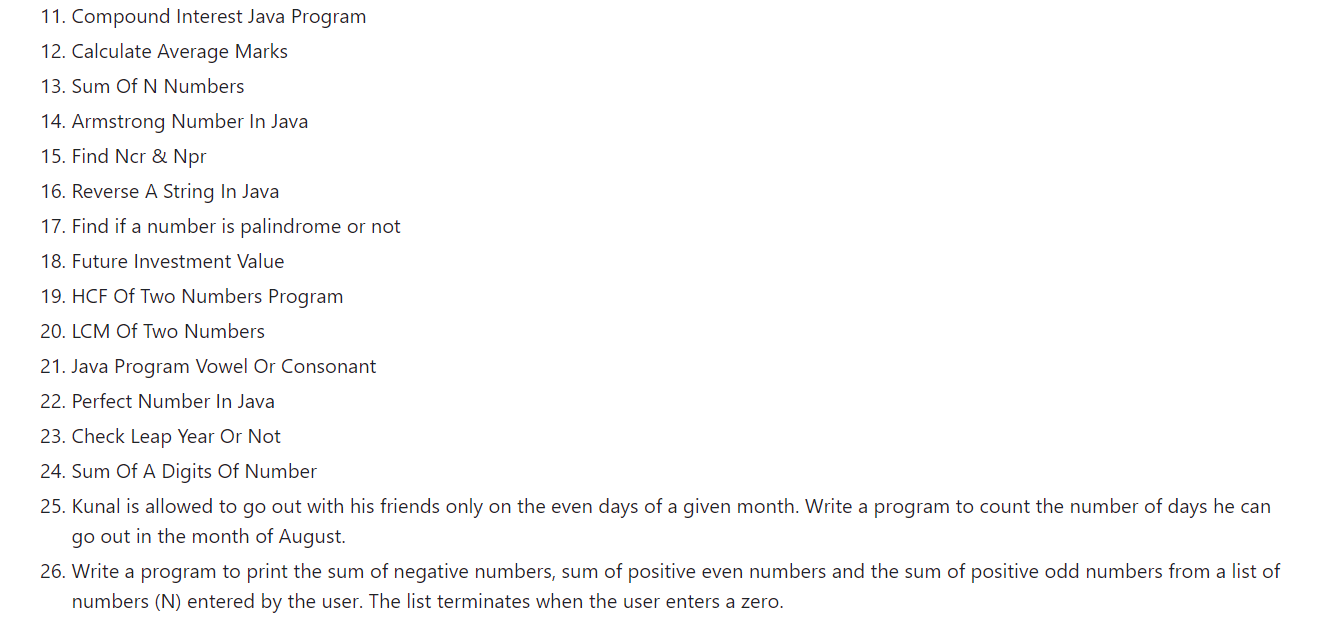 11. Compound Interest Java Program
12. Calculate Average Marks
13. Sum Of N Numbers
14. Armstrong Number In Java
15. Find Ncr & Npr
16. Reverse A String In Java
17. Find if a number is palindrome or not
18. Future Investment Value
19. HCF Of Two Numbers Program
20. LCM Of Two Numbers
21. Java Program Vowel Or Consonant
22. Perfect Number In Java
23. Check Leap Year Or Not
24. Sum Of A Digits Of Number
25. Kunal is allowed to go out with his friends only on the even days of a given month. Write a program to count the number of days he can
go out in the month of August.
26. Write a program to print the sum of negative numbers, sum of positive even numbers and the sum of positive odd numbers from a list of
numbers (N) entered by the user. The list terminates when the user enters a zero.